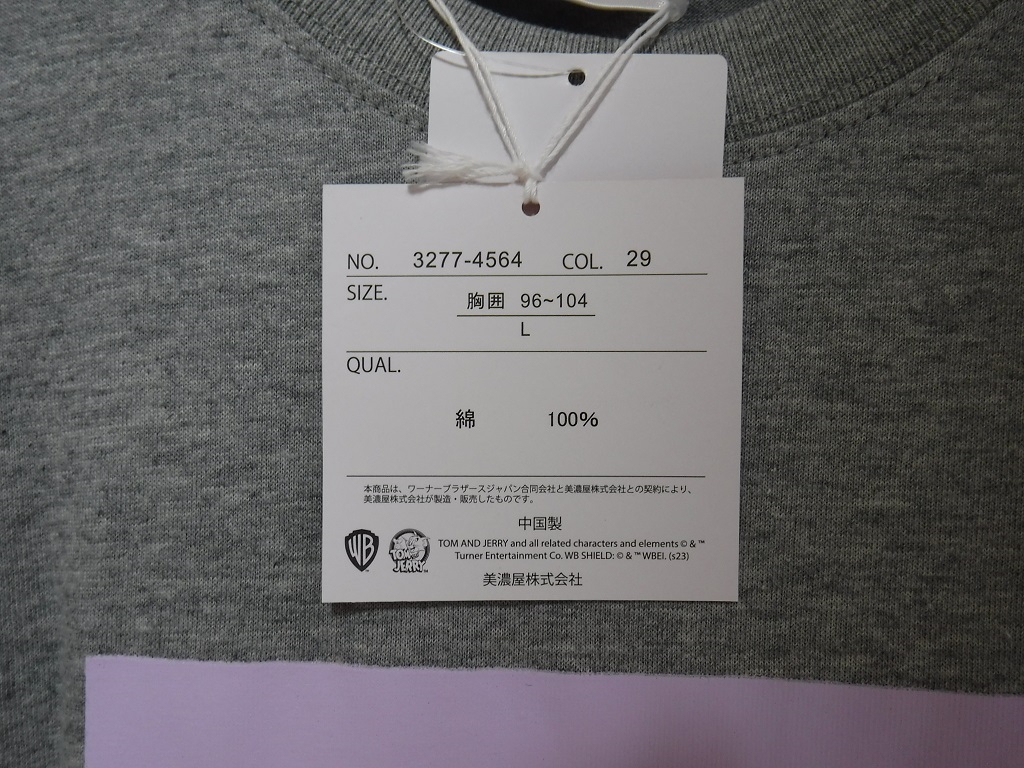 NO. 3277-4564 COL. 29
SIZE. 胸囲 96~104
L
QUAL.
綿 100%
本商品は、ワーナーブラザースジャパン合同会社と美濃屋株式会社との契約により、
美濃屋株式会社が製造・販売したものです。
中国製
WB
TOM AND JERRY
TOM AND JERRY and all related characters and elements © & ™
Turner Entertainment Co. WB SHIELD: © & ™ WBEI. (s23)
美濃屋株式会社